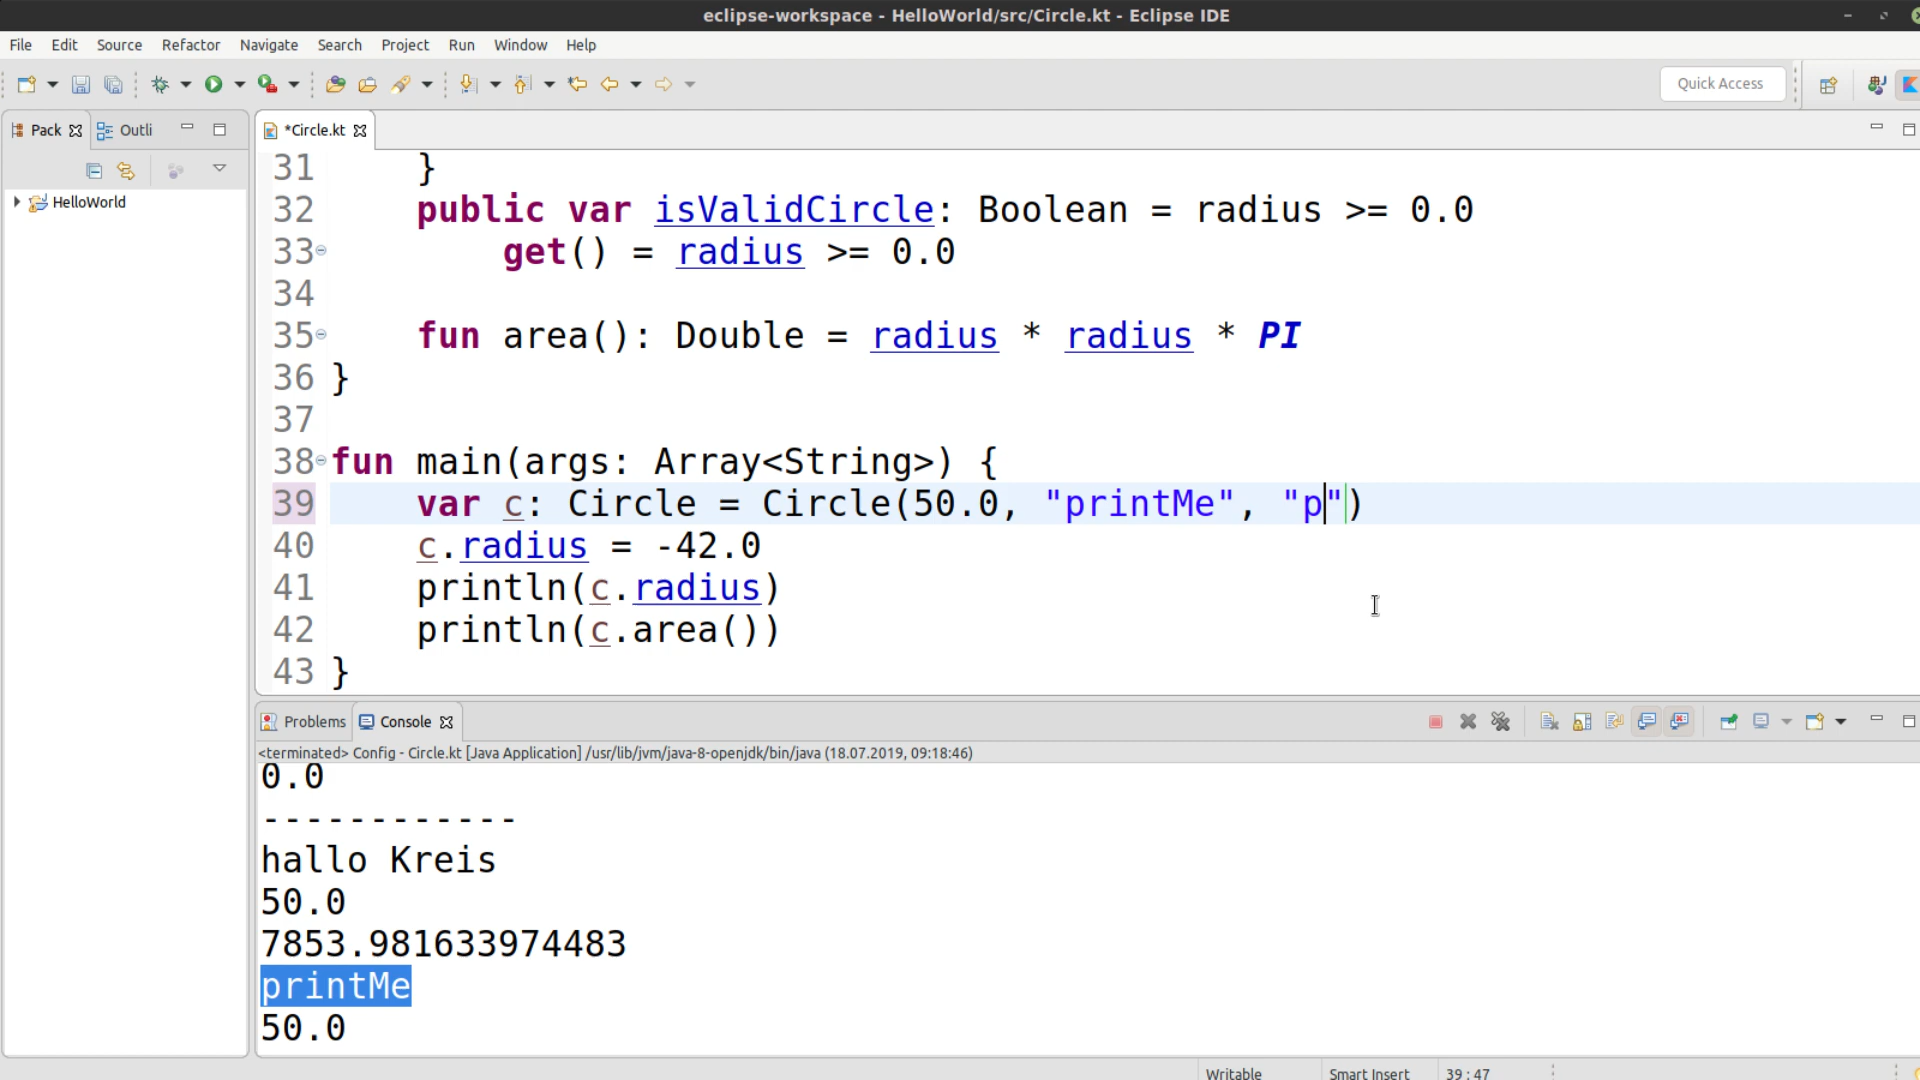 eclipse-workspace - HelloWorld/src/Circle.kt - Eclipse IDE
File Edit Source Refactor Navigate Search Project Run Window Help
Quick Access
Pack Outli
*Circle.kt
HelloWorld
31     }
32     public var isValidCircle: Boolean = radius >= 0.0
33         get() = radius >= 0.0
34
35     fun area(): Double = radius * radius * PI
36 }
37
38 fun main(args: Array<String>) {
39     var c: Circle = Circle(50.0, "printMe", "p")
40     c.radius = -42.0
41     println(c.radius)
42     println(c.area())
43 }
Problems Console
<terminated> Config - Circle.kt [Java Application] /usr/lib/jvm/java-8-openjdk/bin/java (18.07.2019, 09:18:46)
0.0
------------
hallo Kreis
50.0
7853.981633974483
printMe
50.0
Writable Smart Insert 39 : 47